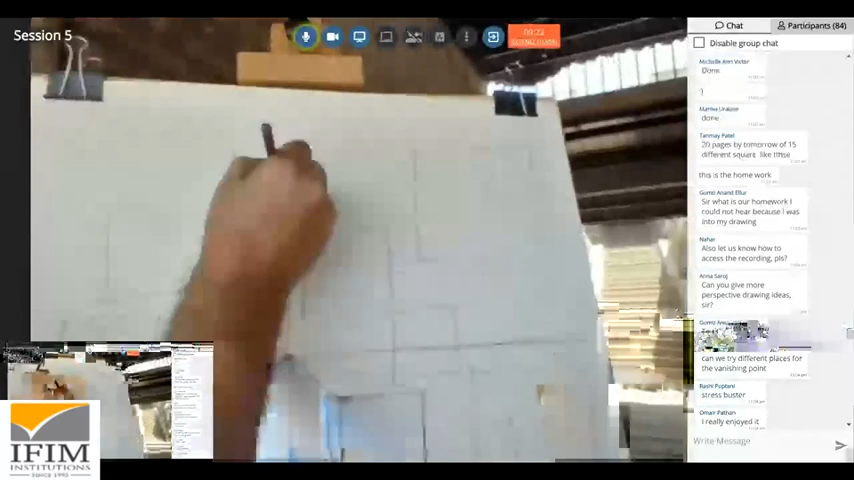 Session 5
Chat
Participants (84)
Disable group chat
Done
:)
done
Tanmay Patel
20 pages by tomorrow of 15
different square like these
this is the home work
Sir what is our homework I
could not hear because I was
into my drawing
Nahar
Also let us know how to
access the recording, pls?
Anna Saroj
Can you give more
perspective drawing ideas,
sir?
can we try different places for
the vanishing point
stress buster
Omair Pathan
I really enjoyed it
Write Message
IFIM
INSTITUTIONS
SINCE 1995